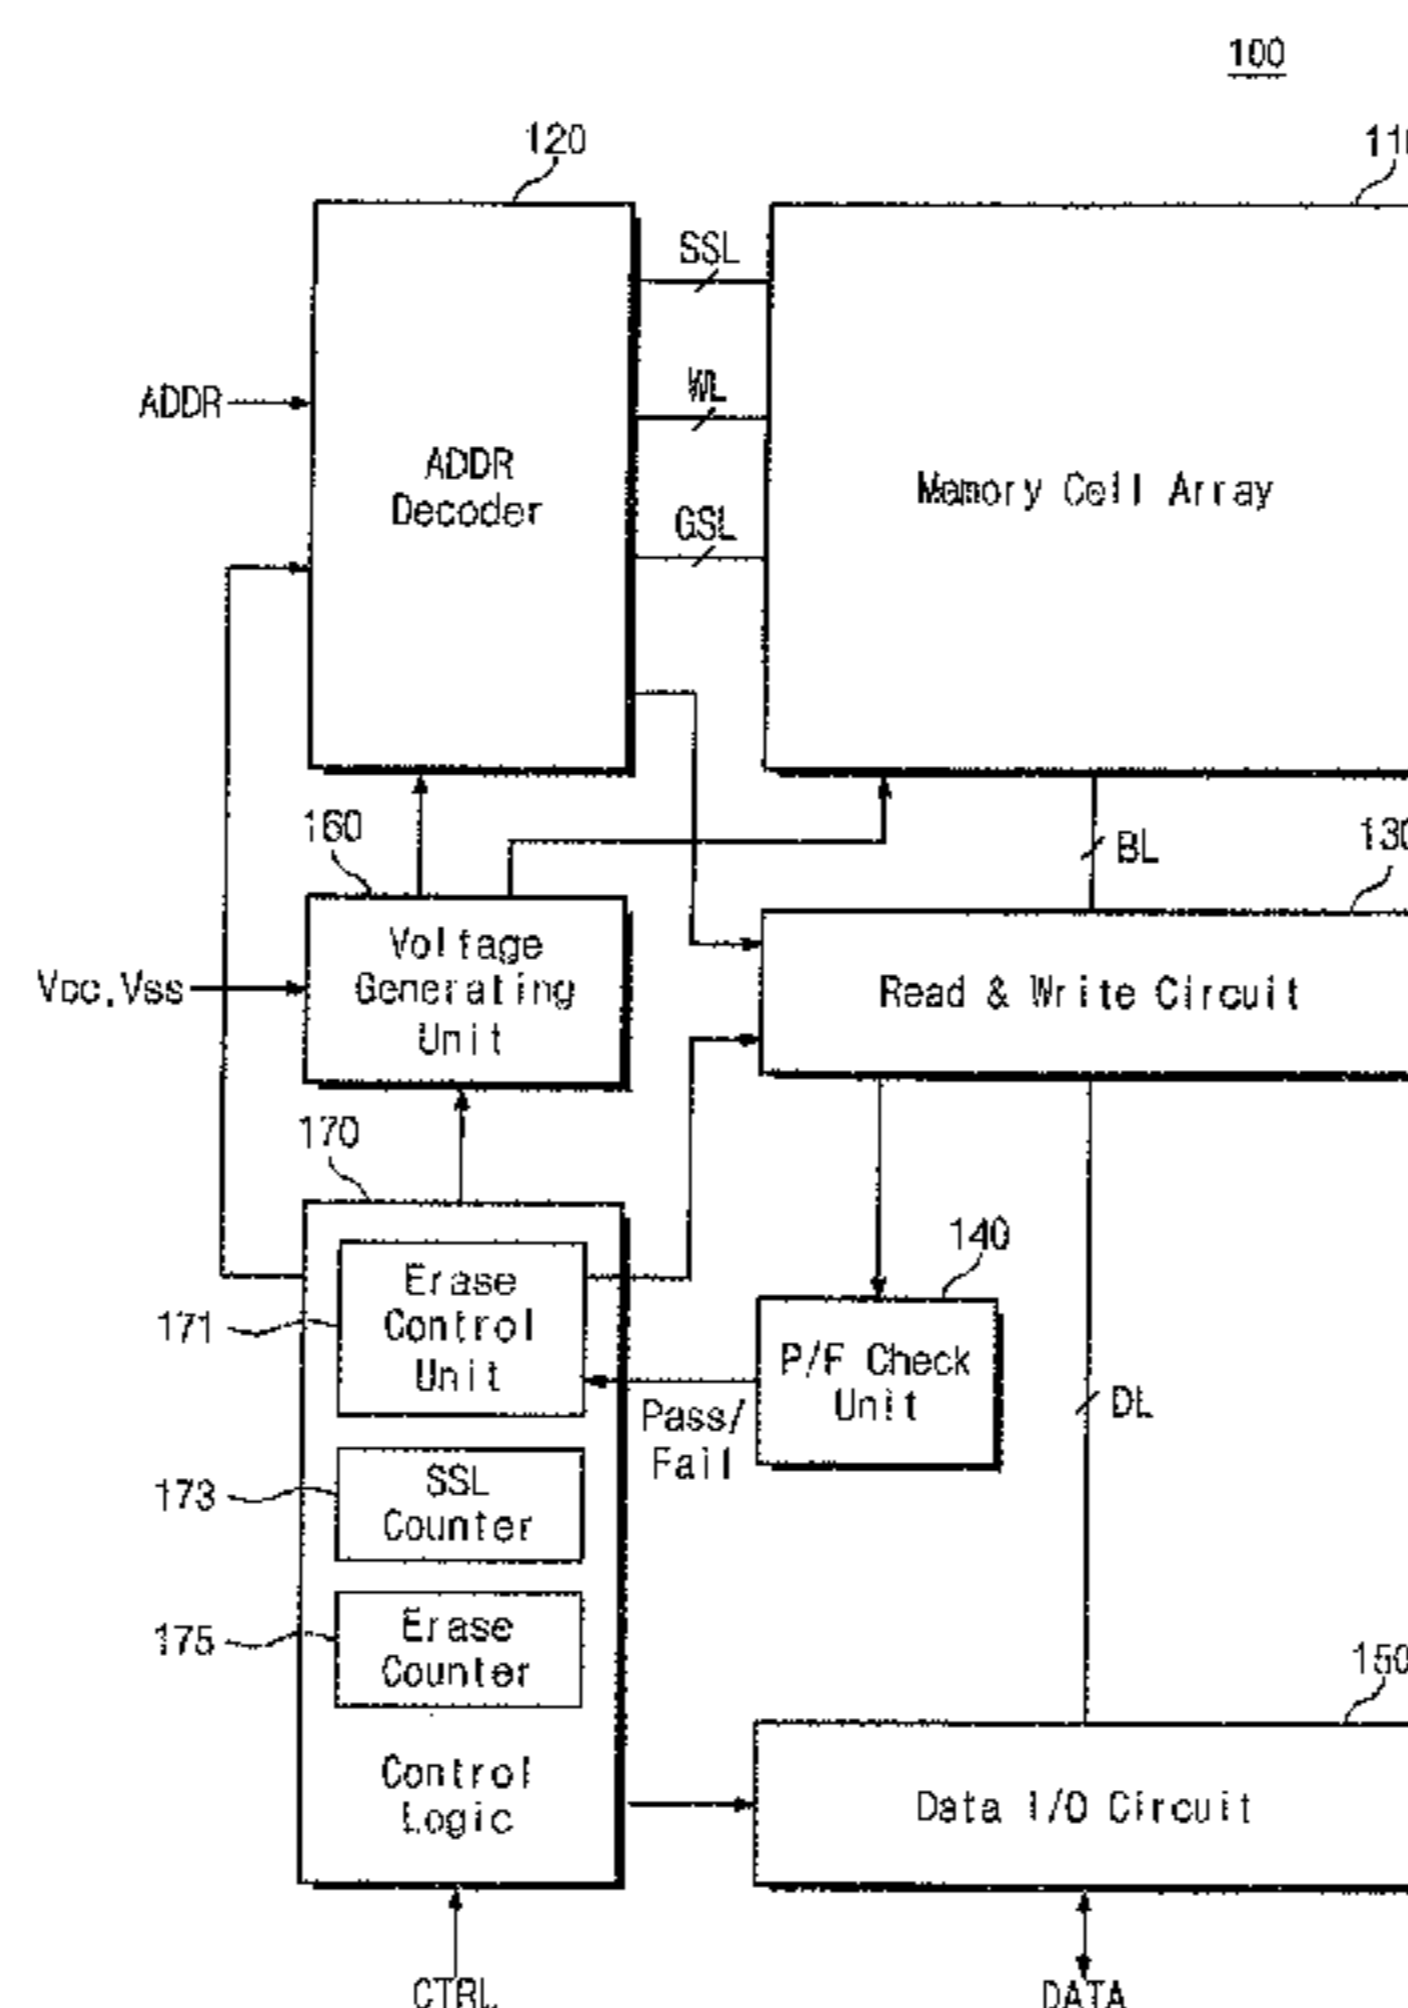 100
120
SSL
WL
ADDR
ADDR
Decoder
GSL
Memory Cell Array
160
BL
Voltage
Generating
Unit
Vcc,Vss
Read & Write Circuit
170
140
171
Erase
Control
Unit
P/F Check
Unit
Pass/
Fail
DL
173
SSL
Counter
175
Erase
Counter
Control
Logic
Data I/O Circuit
150
130
CTRL
DATA